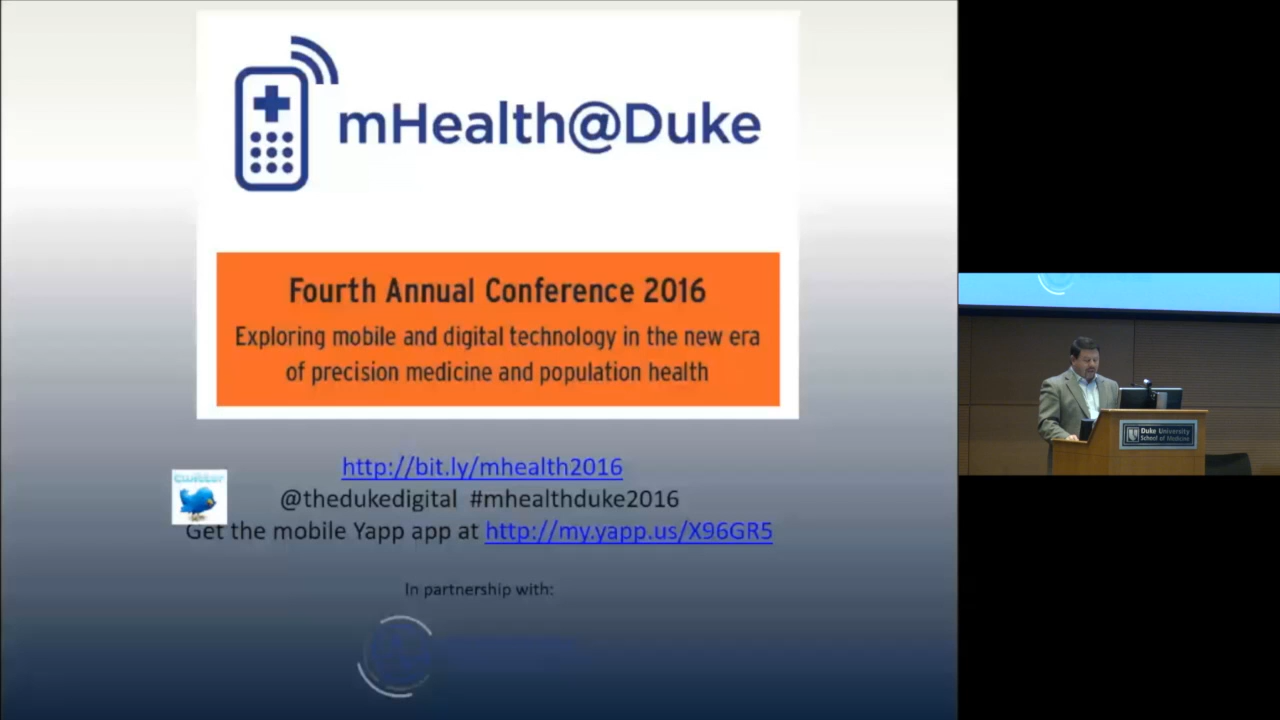 mHealth@Duke
Fourth Annual Conference 2016
Exploring mobile and digital technology in the new era
of precision medicine and population health
http://bit.ly/mhealth2016
twitter
@thedukedigital #mhealthduke2016
Get the mobile Yapp app at http://my.yapp.us/X96GR5
In partnership with:
Duke University
School of Medicine